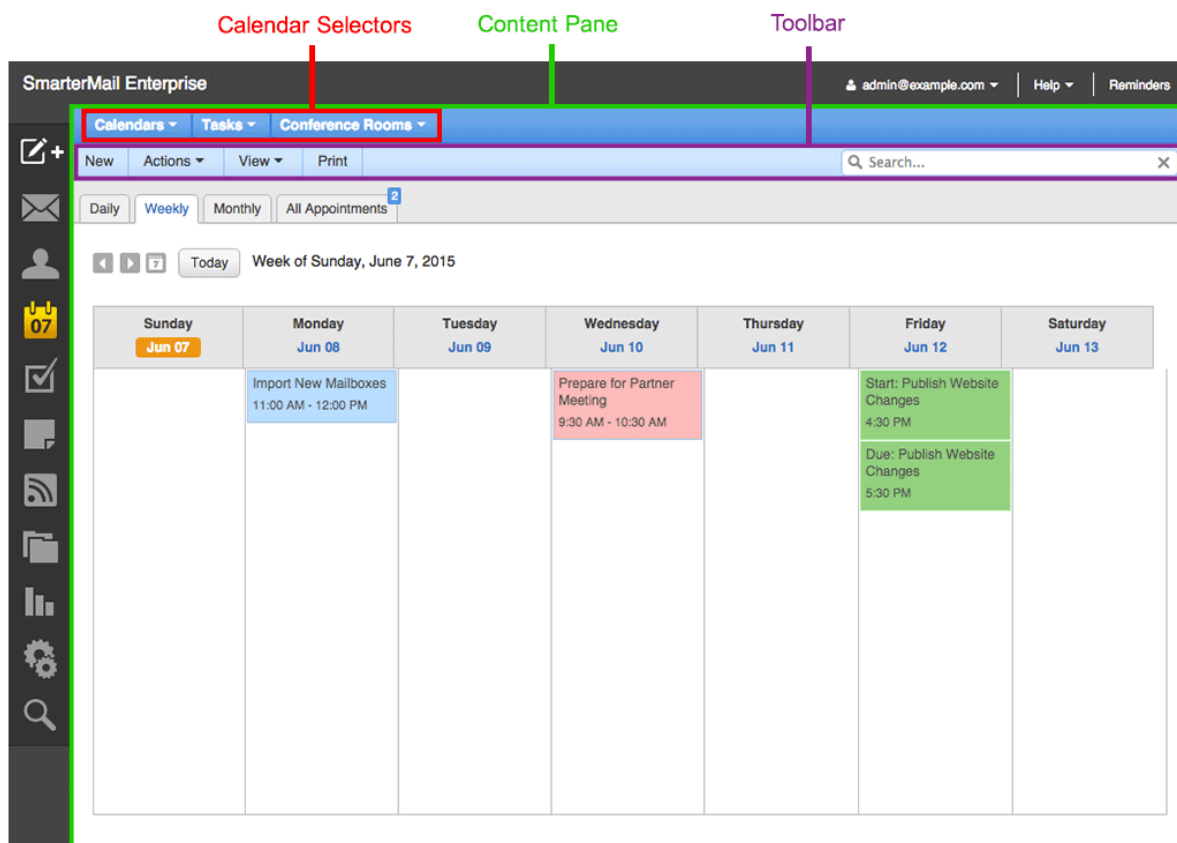 Calendar Selectors Content Pane Toolbar
SmarterMail Enterprise admin@example.com Help Reminders
Calendars Tasks Conference Rooms
New Actions View Print Search...
Daily Weekly Monthly All Appointments 2
7 Today Week of Sunday, June 7, 2015
07
Sunday Monday Tuesday Wednesday Thursday Friday Saturday
Jun 07 Jun 08 Jun 09 Jun 10 Jun 11 Jun 12 Jun 13
Import New Mailboxes
11:00 AM - 12:00 PM
Prepare for Partner
Meeting
9:30 AM - 10:30 AM
Start: Publish Website
Changes
4:30 PM
Due: Publish Website
Changes
5:30 PM